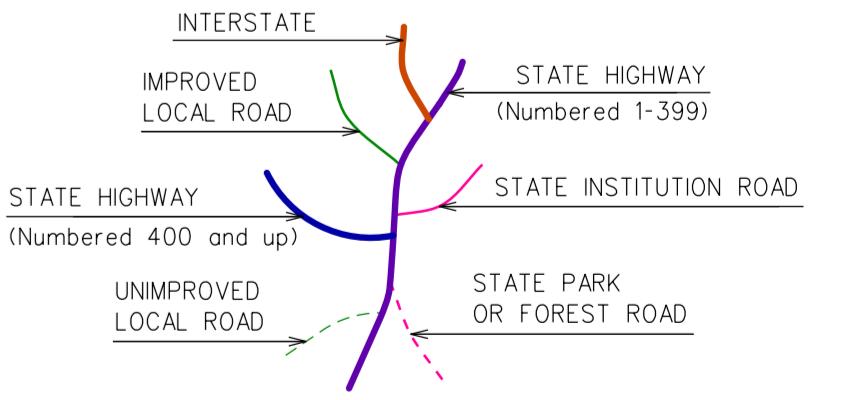 INTERSTATE
STATE HIGHWAY
(Numbered 1-399)
IMPROVED
LOCAL ROAD
STATE INSTITUTION ROAD
STATE HIGHWAY
(Numbered 400 and up)
STATE PARK
OR FOREST ROAD
UNIMPROVED
LOCAL ROAD